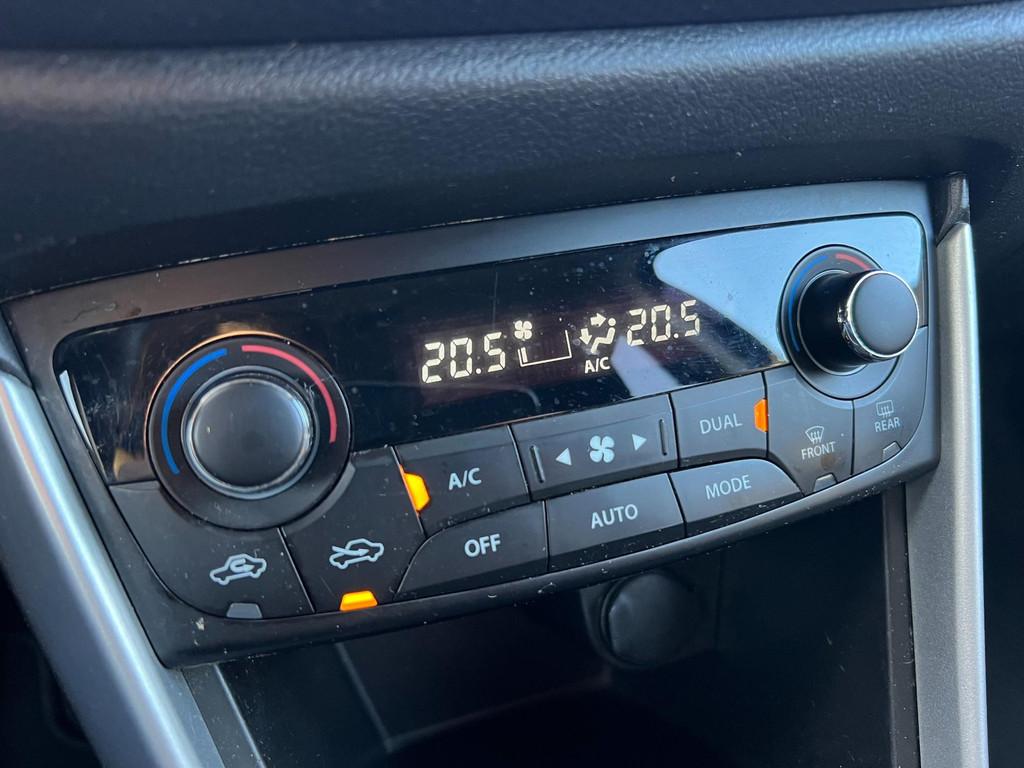 20.5 20.5
A/C
A/C DUAL FRONT REAR
OFF AUTO MODE